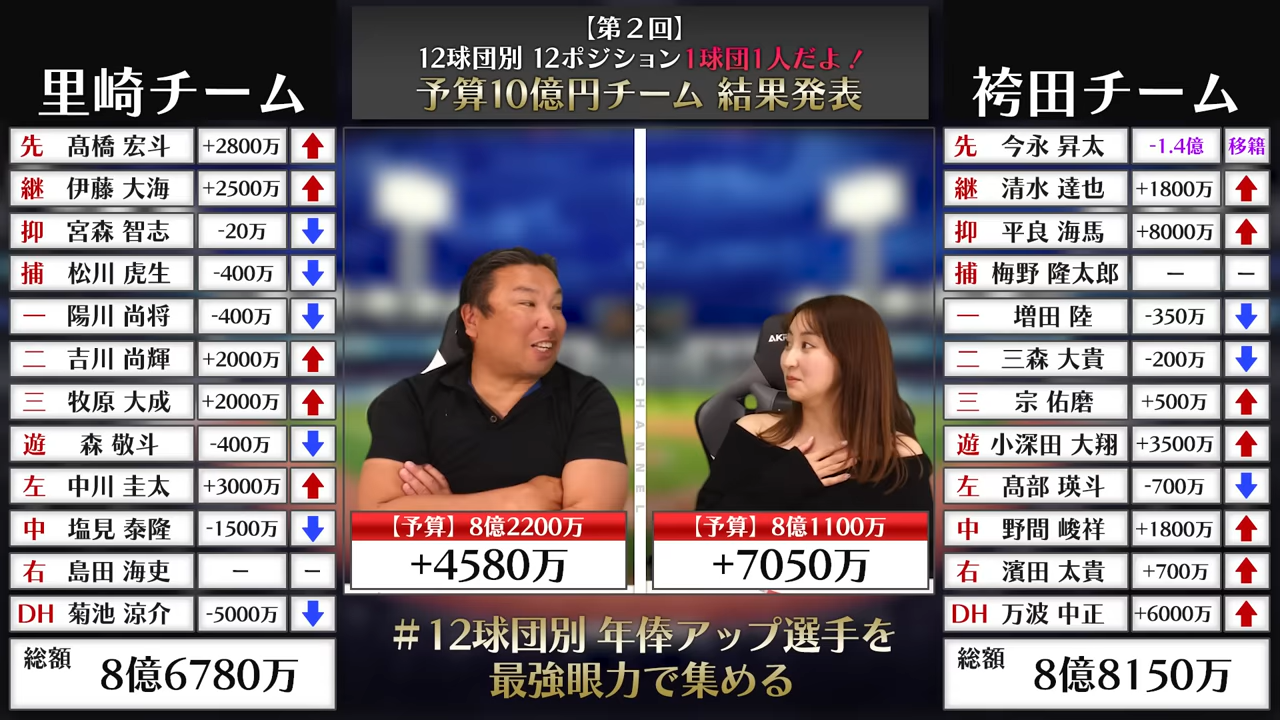 【第2回】
12球団別 12ポジション1球団1人だよ!
予算10億円チーム 結果発表
里崎チーム
先 髙橋 宏斗 +2800万
継 伊藤 大海 +2500万
抑 宮森 智志 -20万
捕 松川 虎生 -400万
一 陽川 尚将 -400万
二 吉川 尚輝 +2000万
三 牧原 大成 +2000万
遊 森 敬斗 -400万
左 中川 圭太 +3000万
中 塩見 泰隆 -1500万
右 島田 海吏 − −
DH 菊池 涼介 -5000万
総額 8億6780万
SATOZAKI CHANNEL
AKR
【予算】8億2200万
+4580万
【予算】8億1100万
+7050万
#12球団別 年俸アップ選手を
最強眼力で集める
袴田チーム
先 今永 昇太 -1.4億 移籍
継 清水 達也 +1800万
抑 平良 海馬 +8000万
捕 梅野 隆太郎 − −
一 増田 陸 -350万
二 三森 大貴 -200万
三 宗 佑磨 +500万
遊 小深田 大翔 +3500万
左 髙部 瑛斗 -700万
中 野間 峻祥 +1800万
右 濱田 太貴 +700万
DH 万波 中正 +6000万
総額 8億8150万